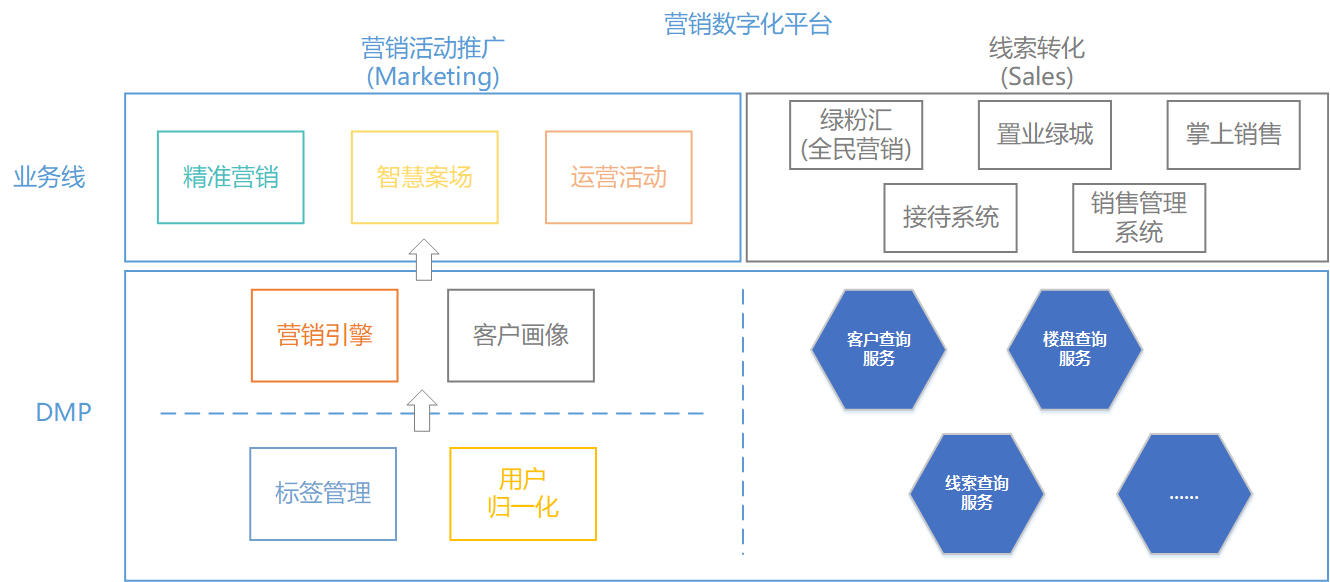 营销数字化平台
营销活动推广
(Marketing)
线索转化
(Sales)
业务线
精准营销
智慧案场
运营活动
绿粉汇
(全民营销)
置业绿城
掌上销售
接待系统
销售管理
系统
DMP
营销引擎
客户画像
标签管理
用户
归一化
客户查询
服务
楼盘查询
服务
线索查询
服务
......